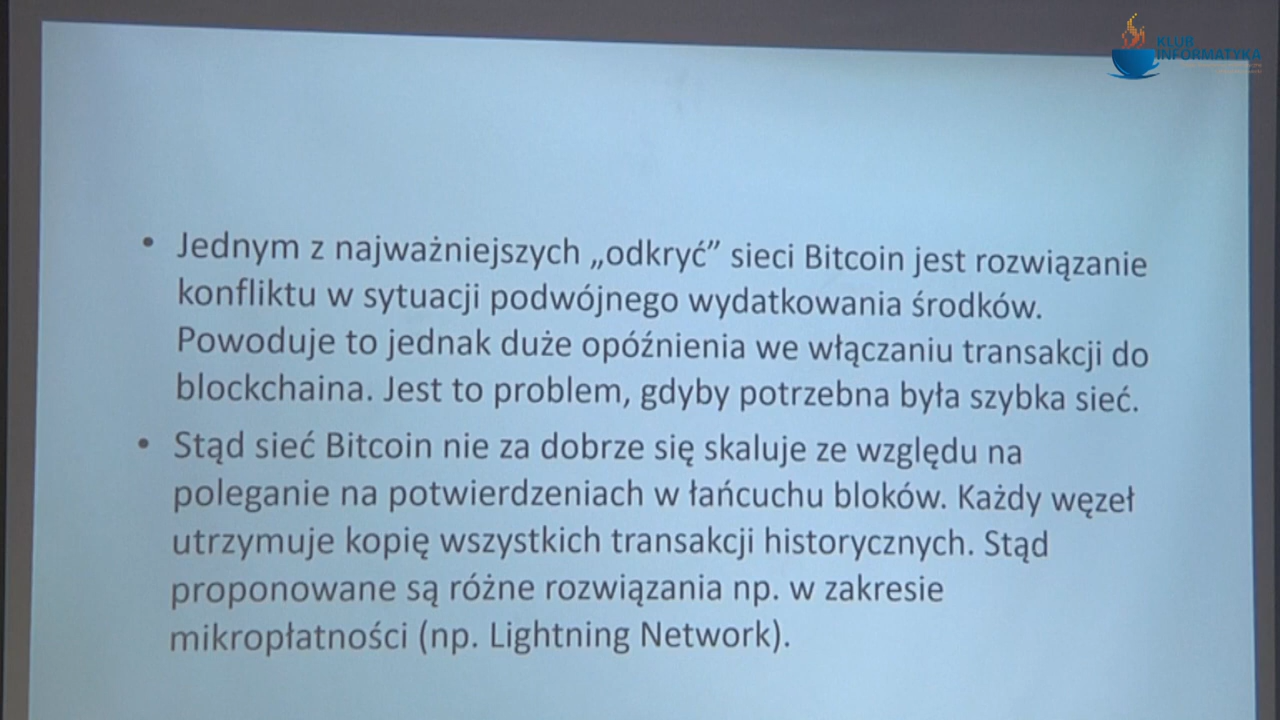 KLUB
INFORMATYKA
• Jednym z najważniejszych „odkryć” sieci Bitcoin jest rozwiązanie
konfliktu w sytuacji podwójnego wydatkowania środków.
Powoduje to jednak duże opóźnienia we włączaniu transakcji do
blockchaina. Jest to problem, gdyby potrzebna była szybka sieć.
• Stąd sieć Bitcoin nie za dobrze się skaluje ze względu na
poleganie na potwierdzeniach w łańcuchu bloków. Każdy węzeł
utrzymuje kopię wszystkich transakcji historycznych. Stąd
proponowane są różne rozwiązania np. w zakresie
mikropłatności (np. Lightning Network).